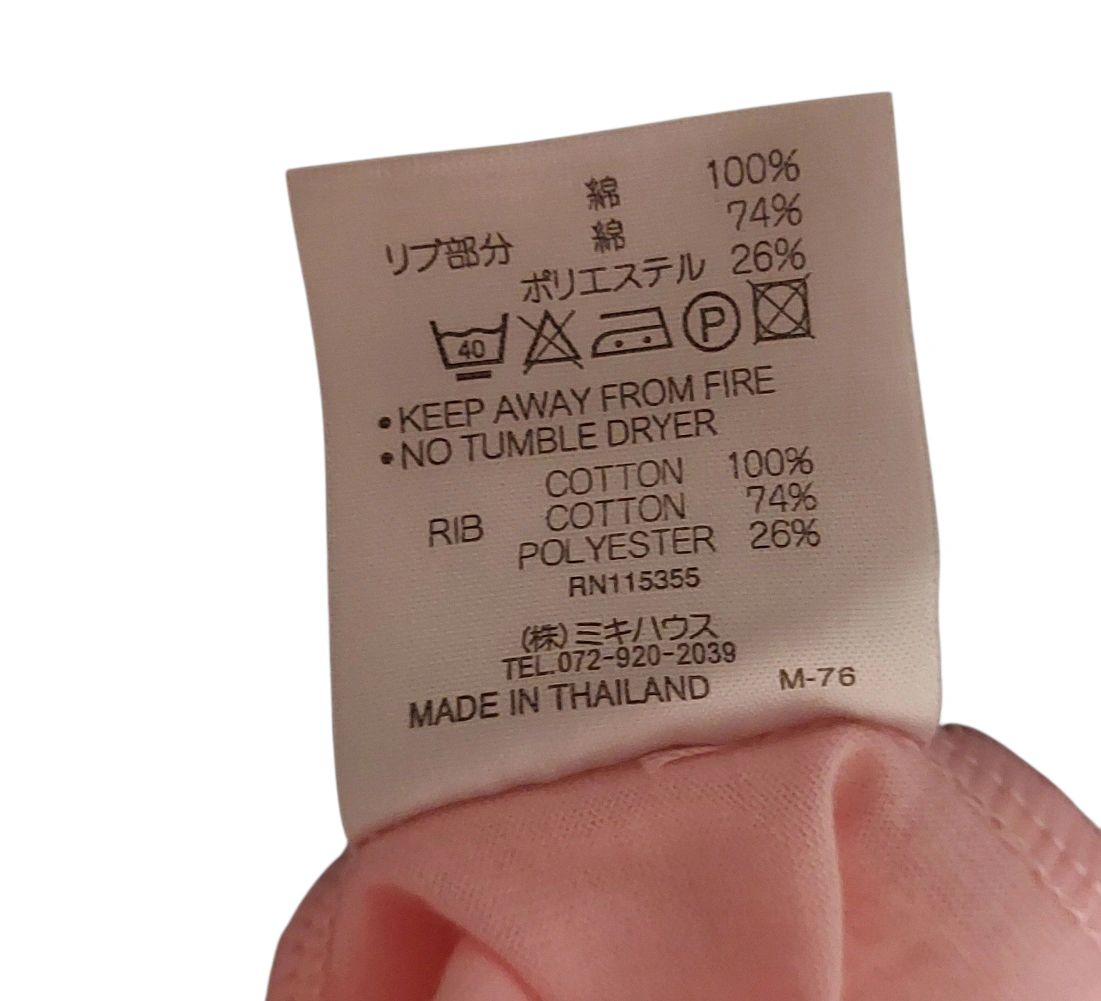 綿 100%
リブ部分 綿 74%
ポリエステル 26%
40 P
•KEEP AWAY FROM FIRE
•NO TUMBLE DRYER
COTTON 100%
RIB COTTON 74%
POLYESTER 26%
RN115355
(株)ミキハウス
TEL.072-920-2039
MADE IN THAILAND M-76